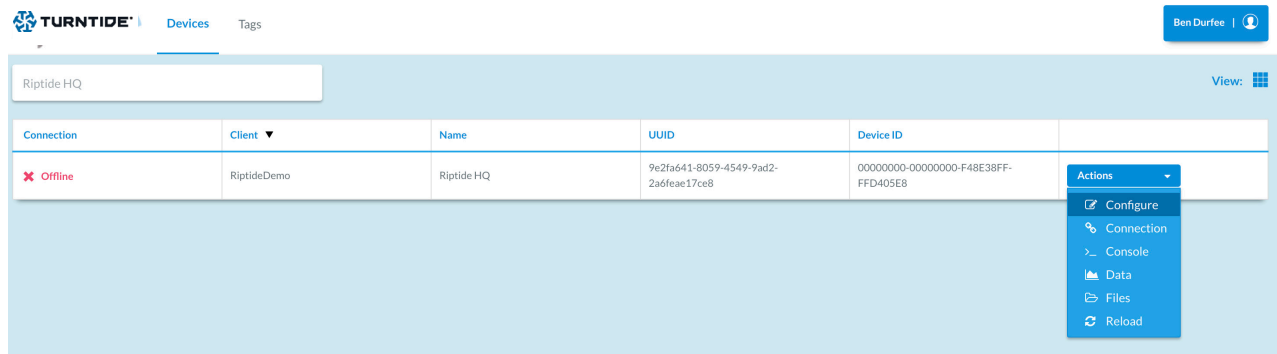 TURNTIDE
Devices
Tags
Ben Durfee |
Riptide HQ
View:
Connection Client ▼ Name UUID Device ID
Offline RiptideDemo Riptide HQ 9e2fa641-8059-4549-9ad2- 00000000-00000000-F48E38FF- Actions
2a6feae17ce8 FFD405E8
Configure
Connection
Console
Data
Files
Reload